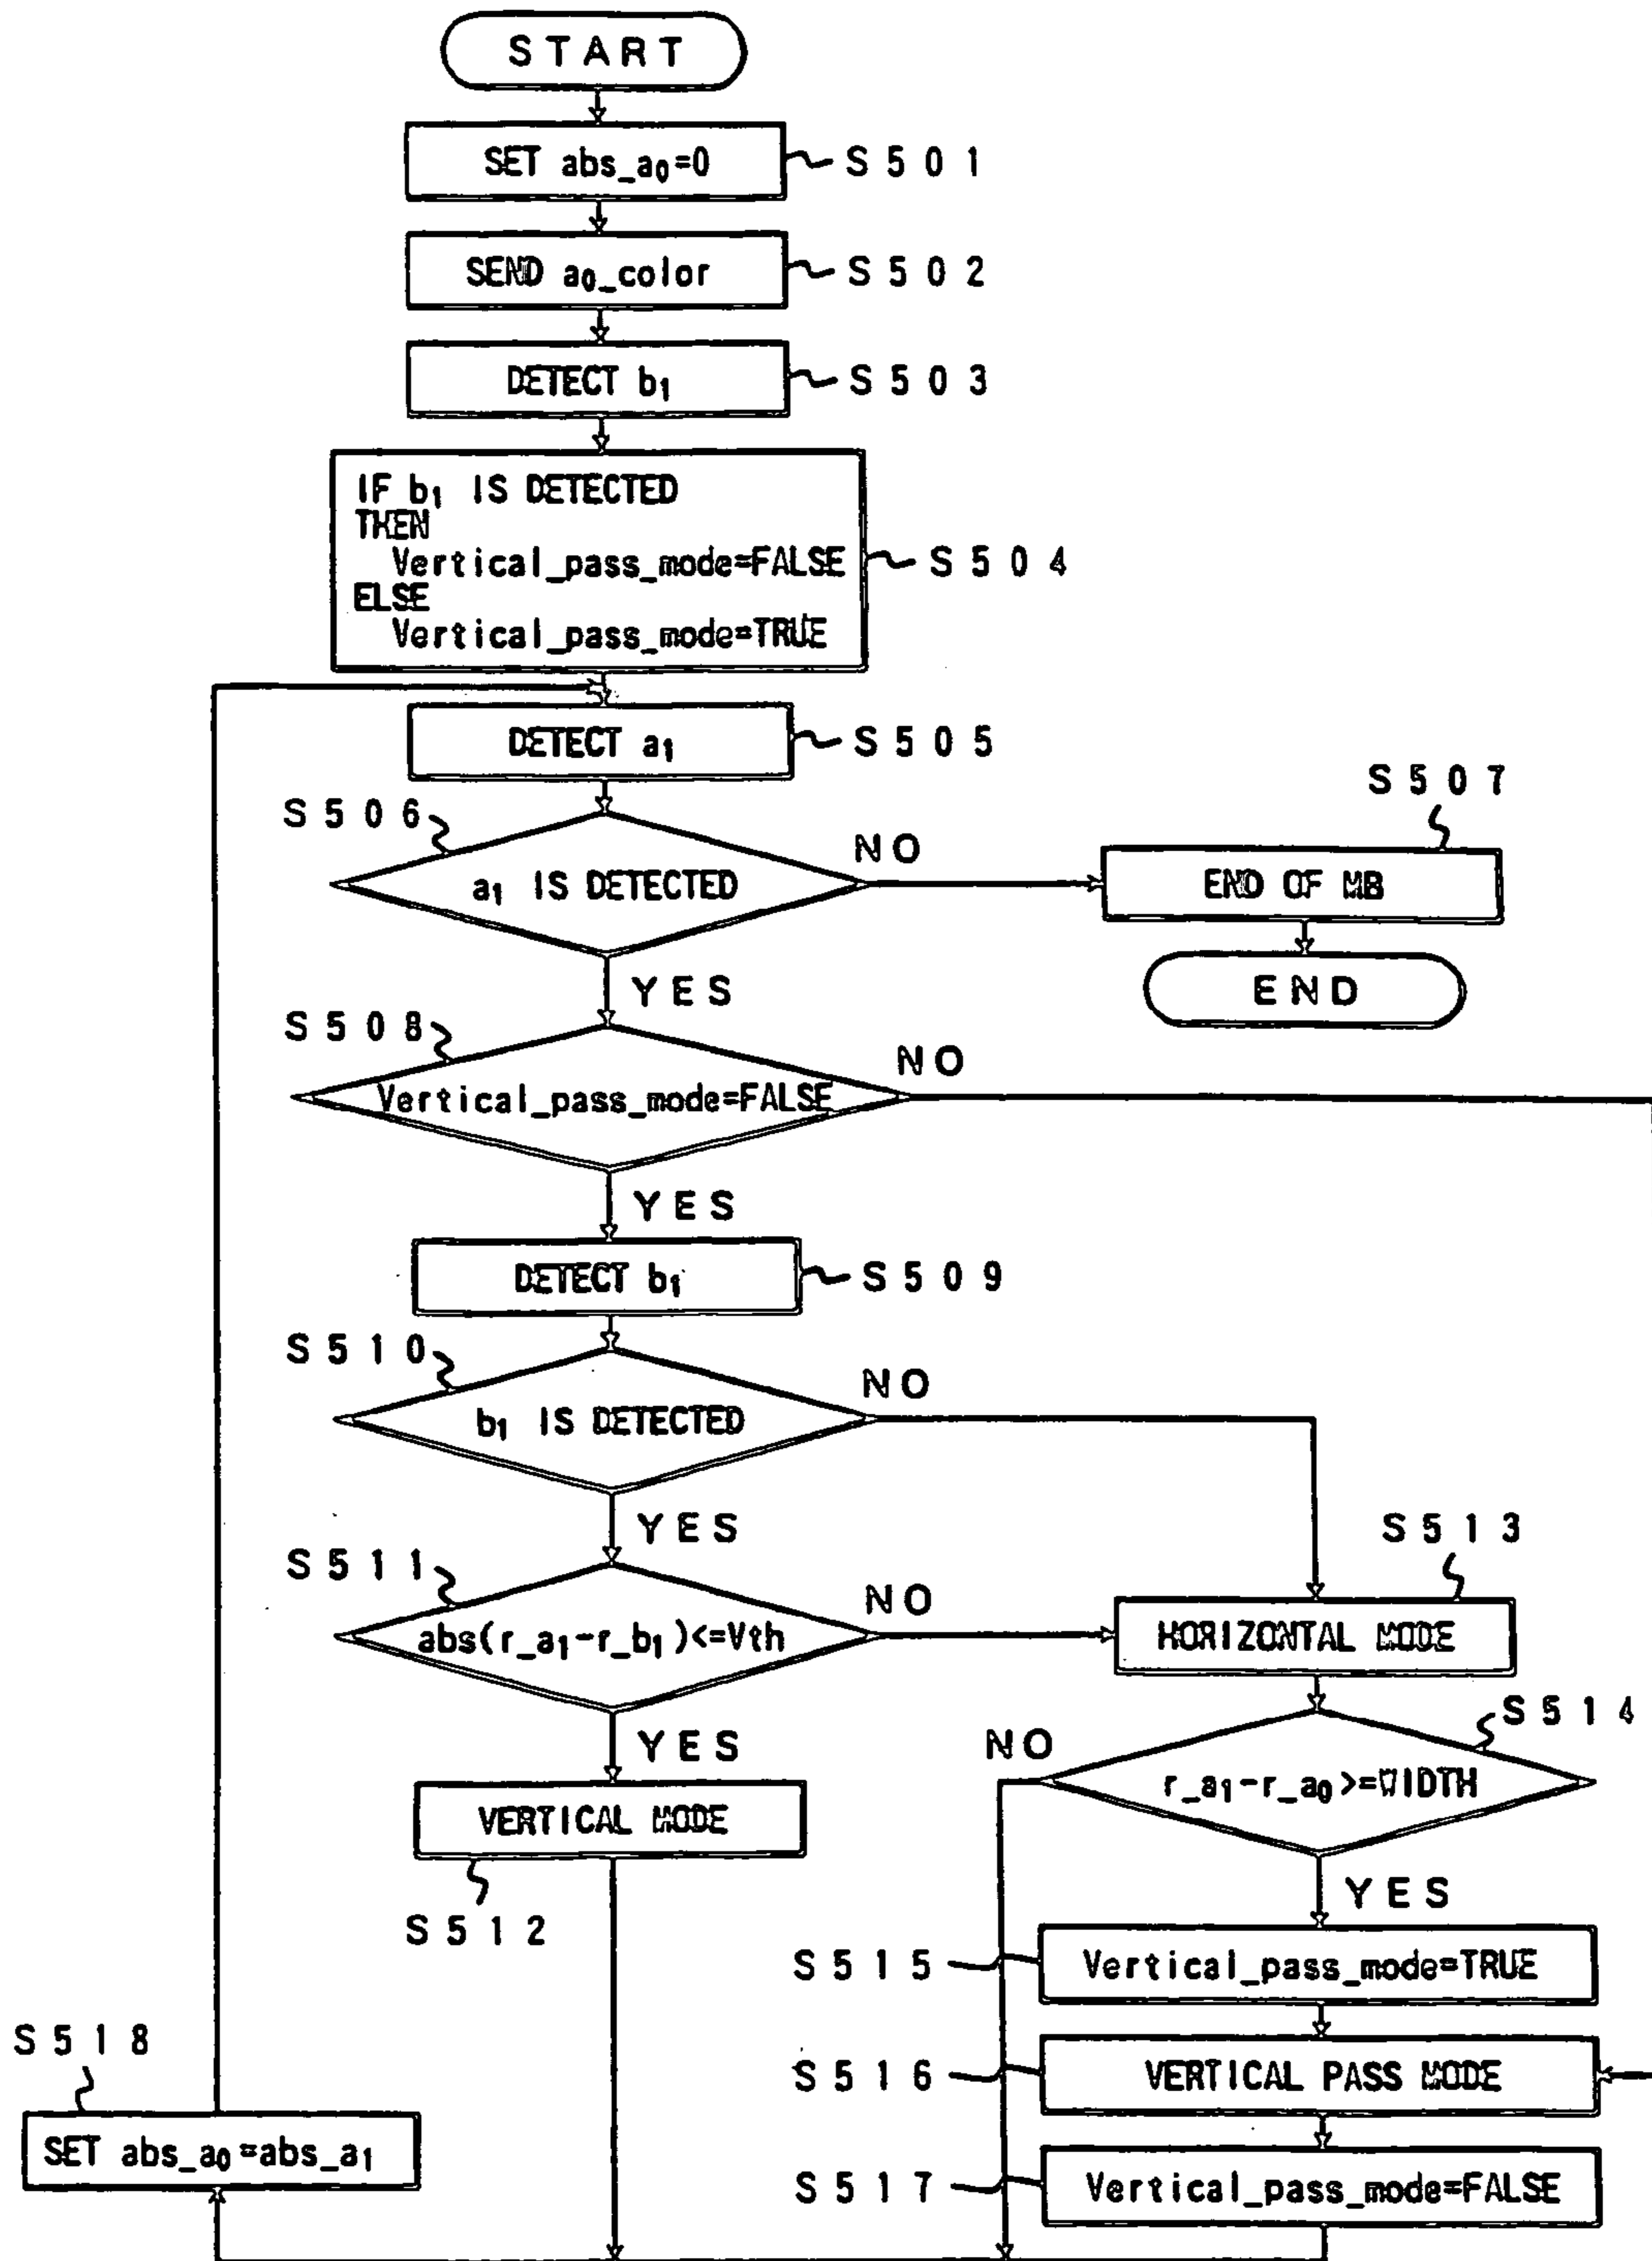 START
SET abs_a₀=0
S501
SEND a₀_color
S502
DETECT b₁
S503
IF b₁ IS DETECTED
THEN
Vertical_pass_mode=FALSE
ELSE
Vertical_pass_mode=TRUE
S504
DETECT a₁
S505
S506
a₁ IS DETECTED
NO
S507
END OF MB
END
YES
S508
Vertical_pass_mode=FALSE
NO
YES
DETECT b₁
S509
S510
b₁ IS DETECTED
NO
YES
S511
abs(r_a₁-r_b₁)<=Vth
NO
S513
HORIZONTAL MODE
YES
VERTICAL MODE
S512
S514
NO
r_a₁-r_a₀>=WIDTH
YES
S515
Vertical_pass_mode=TRUE
S516
VERTICAL PASS MODE
S517
Vertical_pass_mode=FALSE
S518
SET abs_a₀=abs_a₁